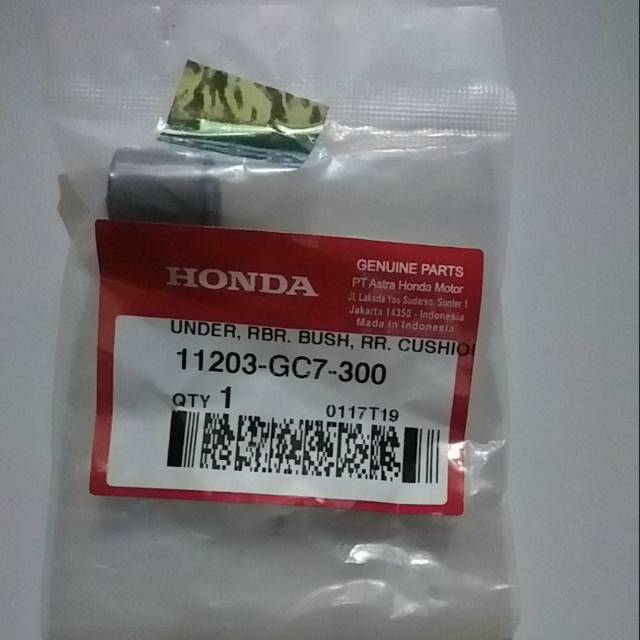 HONDA
GENUINE PARTS
PT Astra Honda Motor
Jl. Laksda Yos Sudarso, Sunter 1
Jakarta 14350 - Indonesia
Made in Indonesia
UNDER, RBR. BUSH, RR. CUSHIO
11203-GC7-300
QTY 1
0117T19